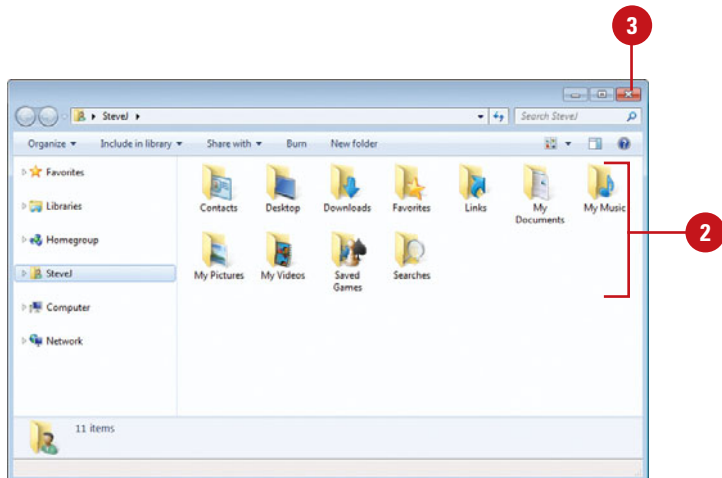 3
SteveJ
Search SteveJ
Organize Include in library Share with Burn New folder
Favorites
Libraries
Homegroup
SteveJ
Computer
Network
Contacts Desktop Downloads Favorites Links My Documents My Music
My Pictures My Videos Saved Games Searches
2
11 items